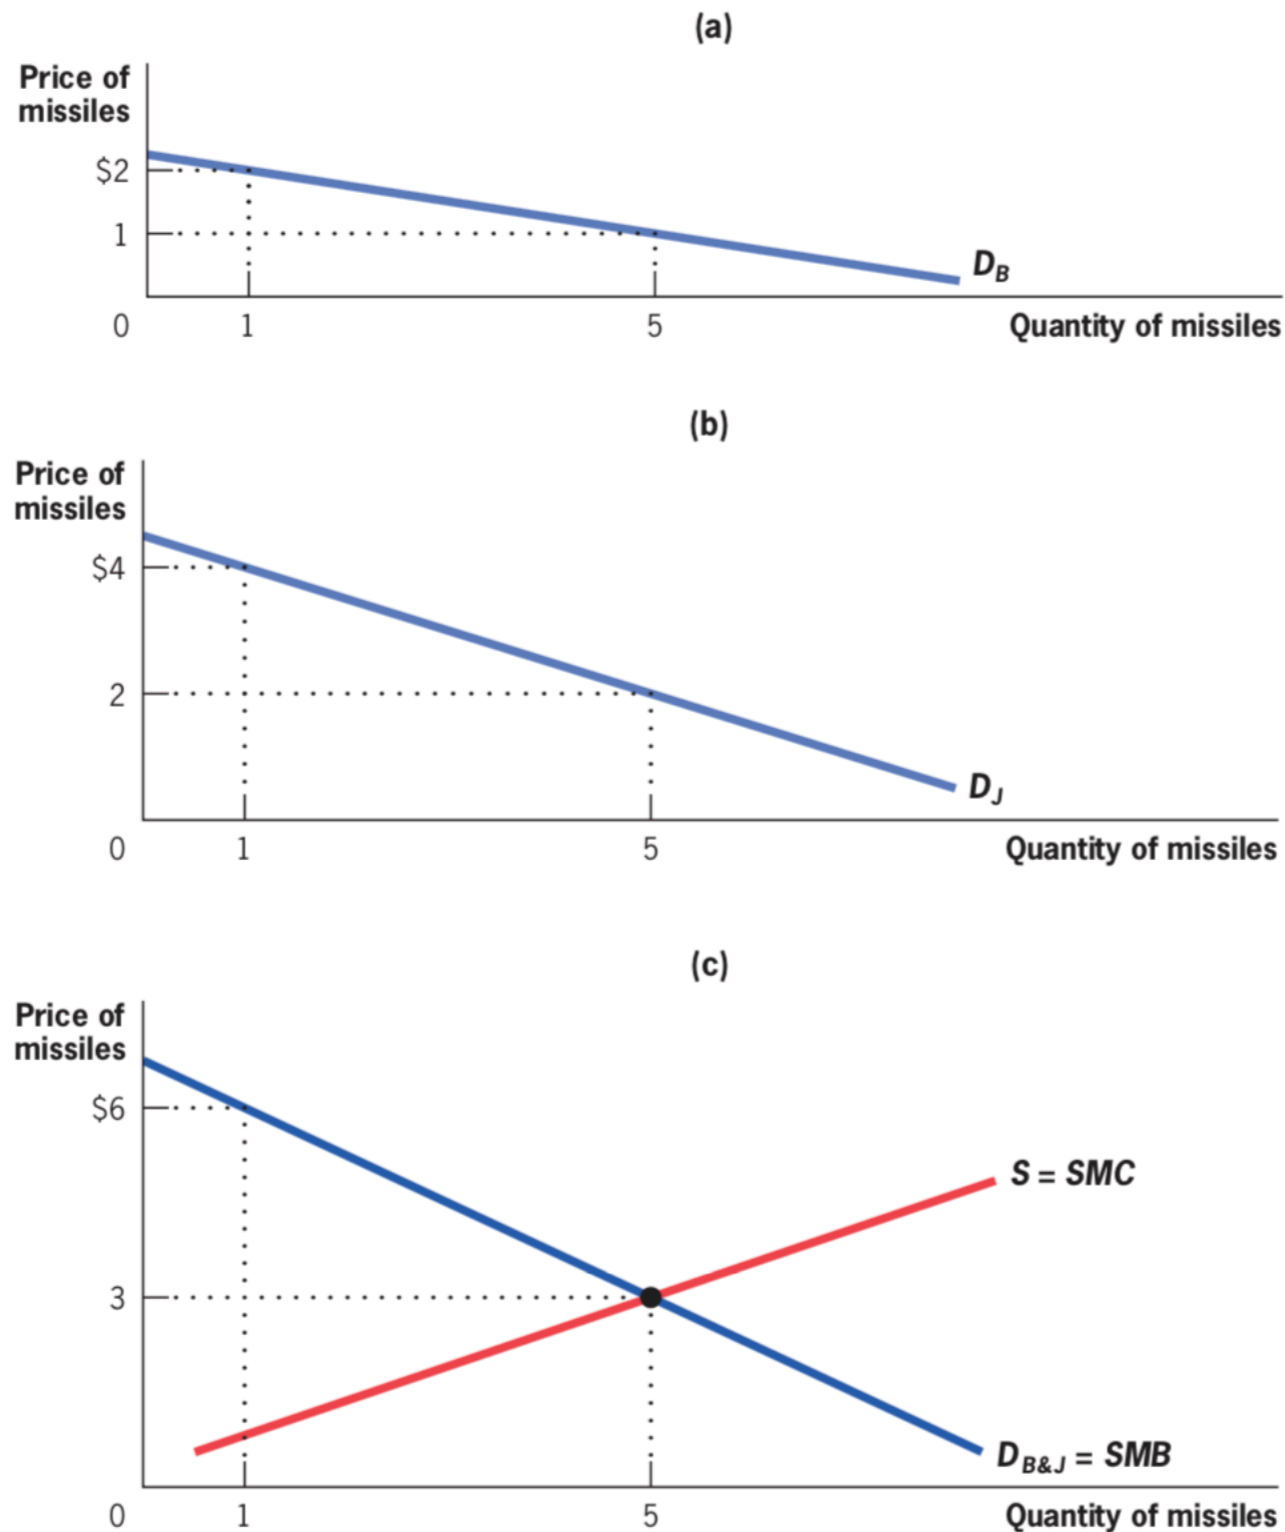 (a)
Price of
missiles
$2
1
D_B
0
1
5
Quantity of missiles
(b)
Price of
missiles
$4
2
D_J
0
1
5
Quantity of missiles
(c)
Price of
missiles
$6
S = SMC
3
D_B&J = SMB
0
1
5
Quantity of missiles